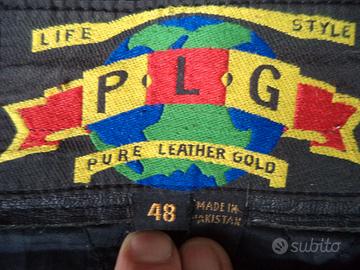 LIFE STYLE
P·L·G
PURE LEATHER GOLD
48
MADE IN
PAKISTAN
subito